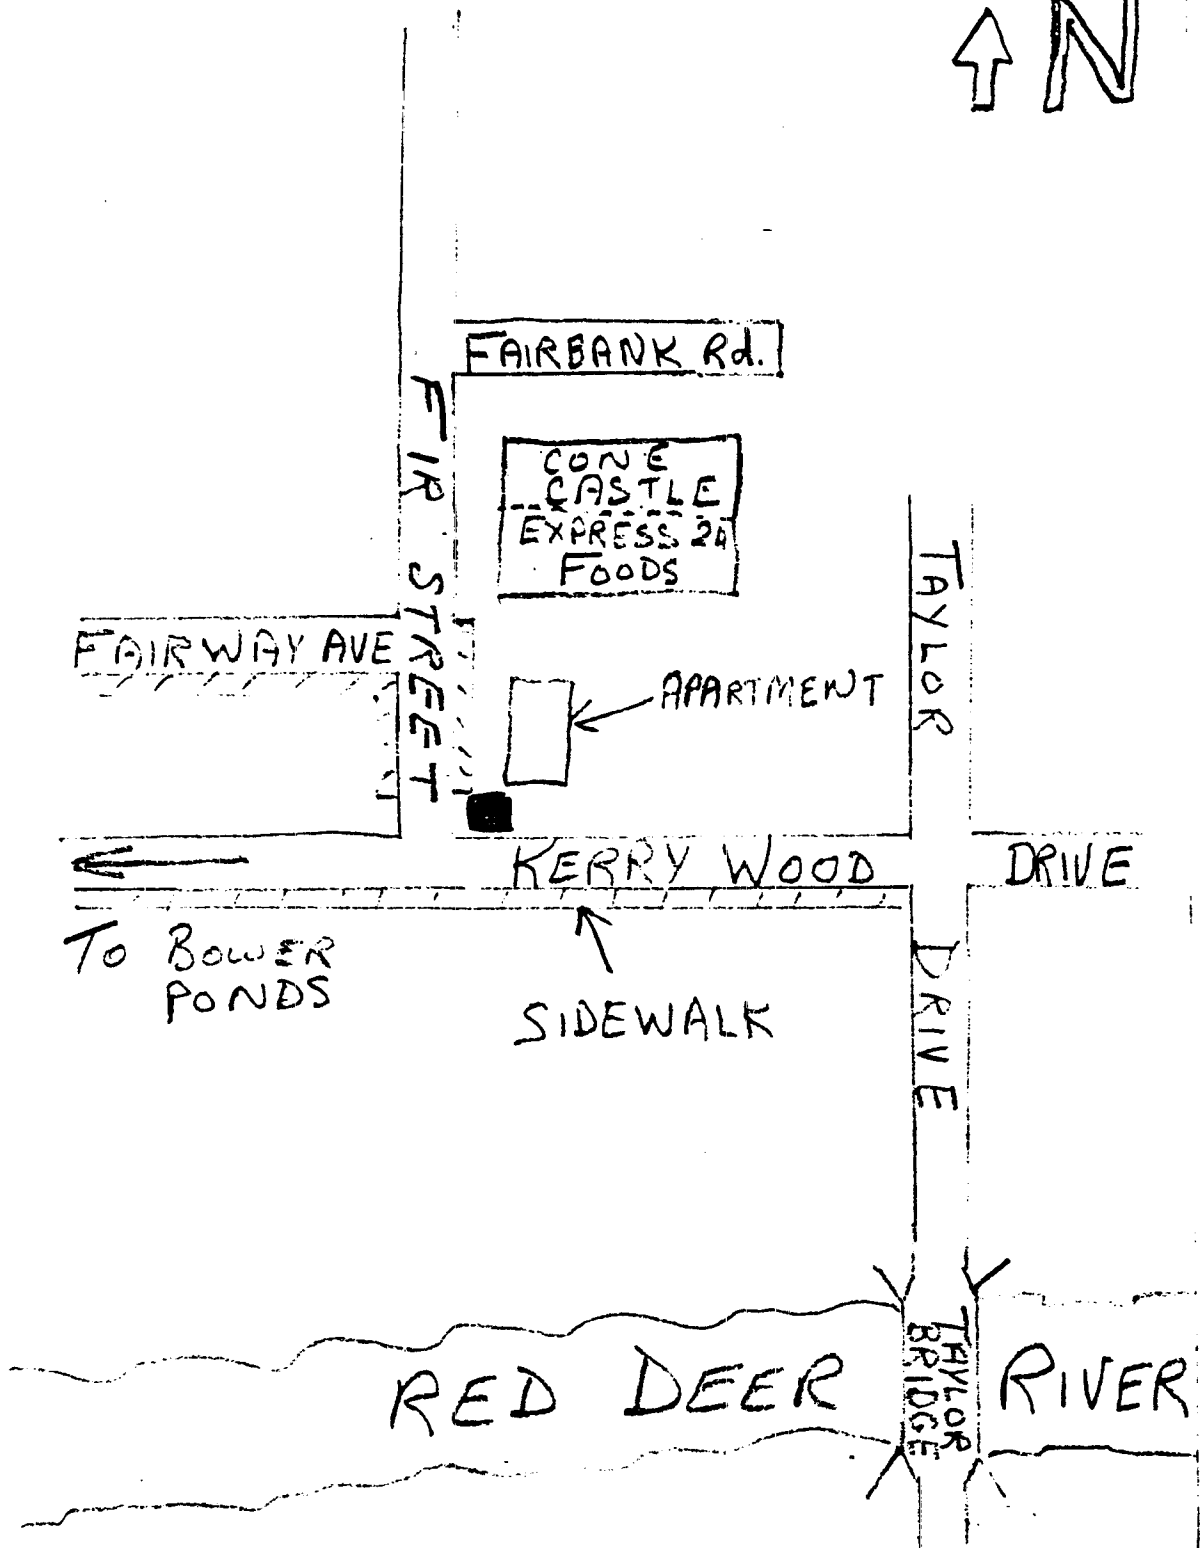 N
FAIRBANK Rd.
FIR STREET
CONE
CASTLE
EXPRESS 24
FOODS
TAYLOR
FAIRWAY AVE
APARTMENT
KERRY WOOD
DRIVE
TO BOWER
PONDS
SIDEWALK
DRIVE
RED DEER
TAYLOR
BRIDGE
RIVER